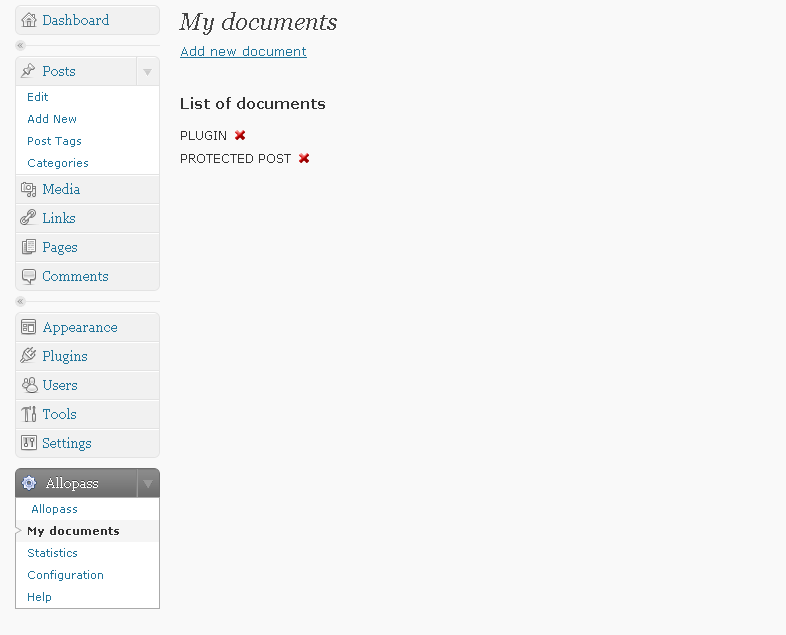 Dashboard
Posts
Edit
Add New
Post Tags
Categories
Media
Links
Pages
Comments
Appearance
Plugins
Users
Tools
Settings
Allopass
Allopass
My documents
Statistics
Configuration
Help
My documents
Add new document
List of documents
PLUGIN
PROTECTED POST